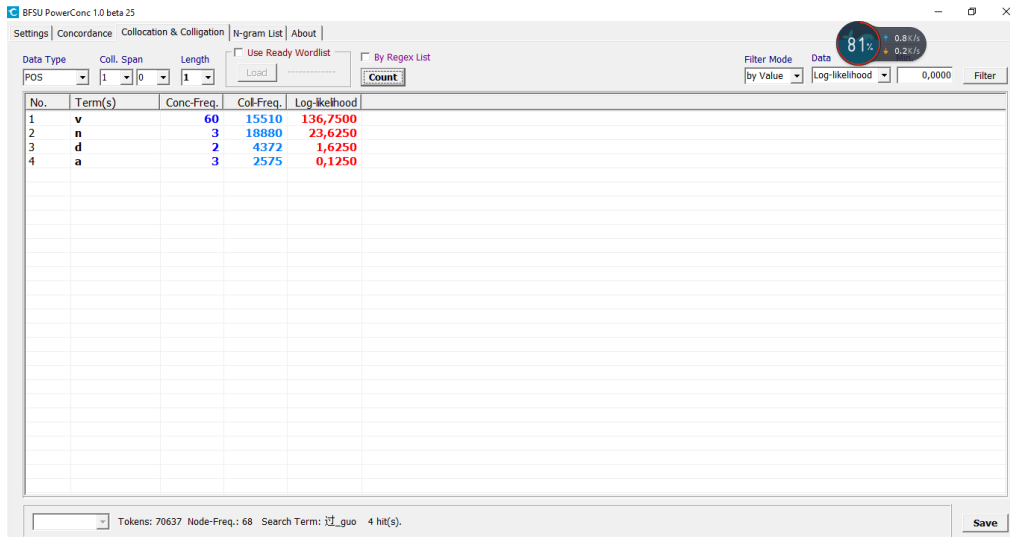 BFSU PowerConc 1.0 beta 25
Settings Concordance Collocation & Colligation N-gram List About
81% 0.8K/s
0.2K/s
Data Type Coll. Span Length Use Ready Wordlist By Regex List Filter Mode Data
POS 1 0 1 Load Count by Value Log-likelihood 0,0000 Filter
No. Term(s) Conc-Freq. Coll-Freq. Log-likelihood
1 v 60 15510 136,7500
2 n 3 18880 23,6250
3 d 2 4372 1,6250
4 a 3 2575 0,1250
Tokens: 70637 Node-Freq.: 68 Search Term: 过_guo 4 hit(s).
Save